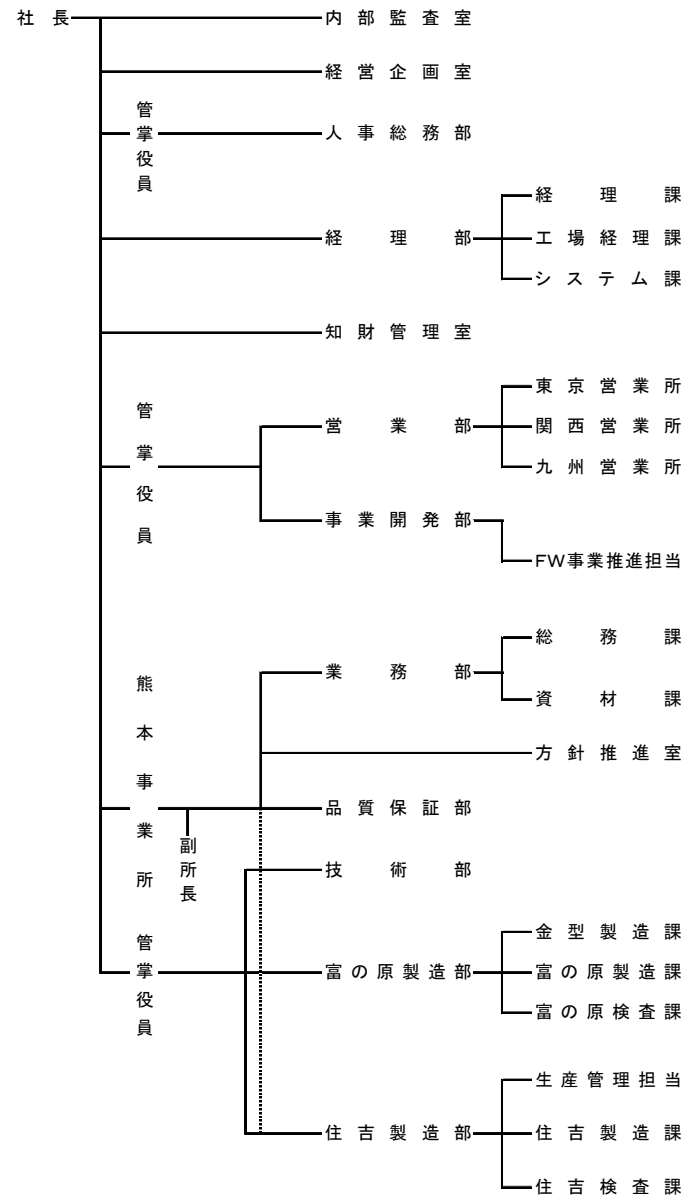 社長
内部監査室
経営企画室
管掌役員
人事総務部
経理部
経理課
工場経理課
システム課
知財管理室
管掌役員
営業部
東京営業所
関西営業所
九州営業所
事業開発部
FW事業推進担当
熊本事業所
副所長
業務部
総務課
資材課
方針推進室
品質保証部
技術部
管掌役員
富の原製造部
金型製造課
富の原製造課
富の原検査課
住吉製造部
生産管理担当
住吉製造課
住吉検査課